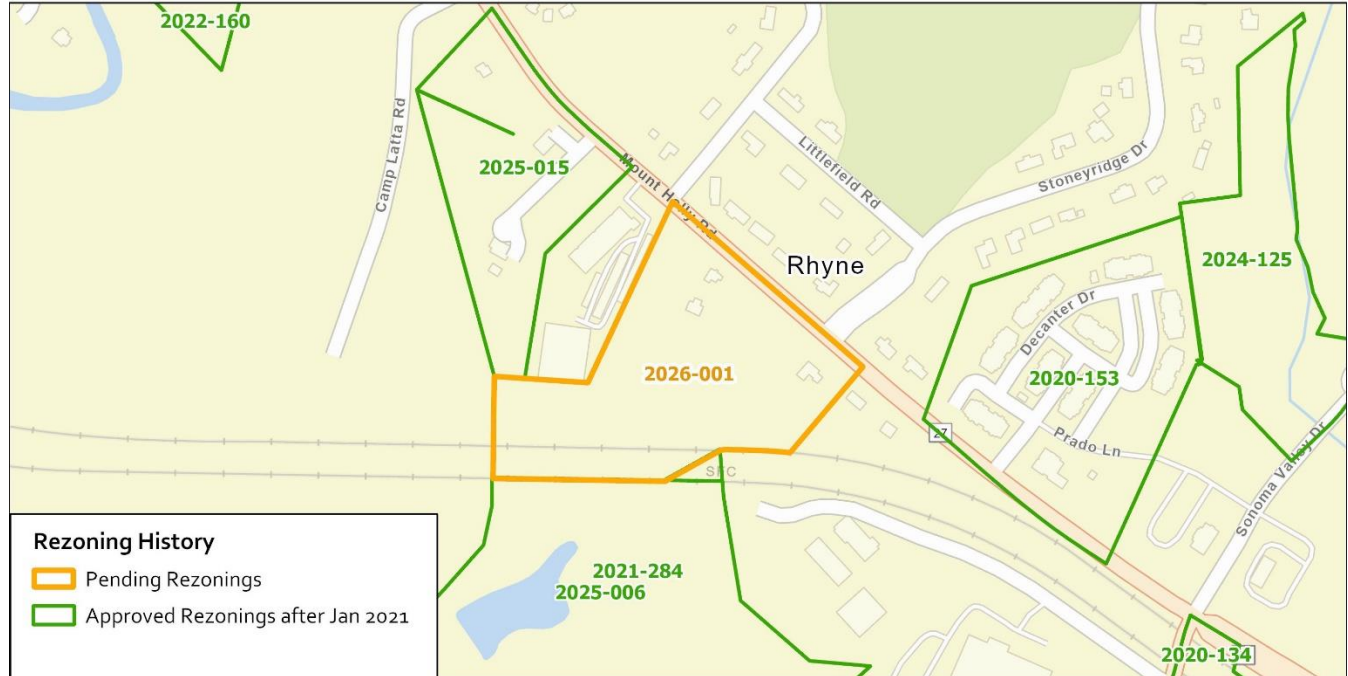 2022-160
Camp Latta Rd
2025-015
Mount Holly Rd
Littlefield Rd
Stoneyridge Dr
Rhyne
2024-125
Decanter Dr
2026-001
2020-153
27
Prado Ln
Sonoma Valley Dr
2021-284
2025-006
2020-134
Rezoning History
Pending Rezonings
Approved Rezonings after Jan 2021